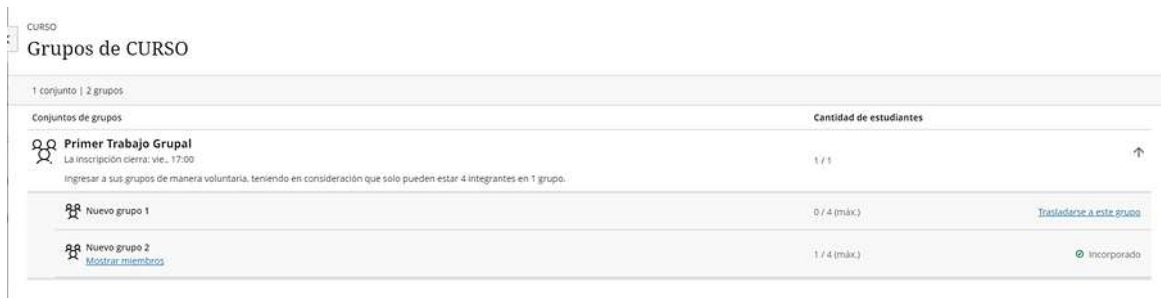 CURSO
Grupos de CURSO
1 conjunto | 2 grupos
Conjuntos de grupos Cantidad de estudiantes
Primer Trabajo Grupal
La inscripción cierra: vie., 17:00
1 / 1
Ingresar a sus grupos de manera voluntaria, teniendo en consideración que solo pueden estar 4 integrantes en 1 grupo.
Nuevo grupo 1 0 / 4 (máx.) Trasladarse a este grupo
Nuevo grupo 2
Mostrar miembros
1 / 4 (máx.) Incorporado